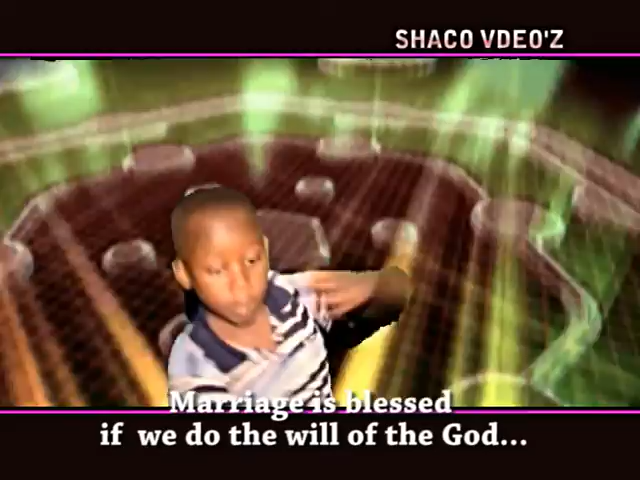 SHACO VDEO'Z
Marriage is blessed
if we do the will of the God...